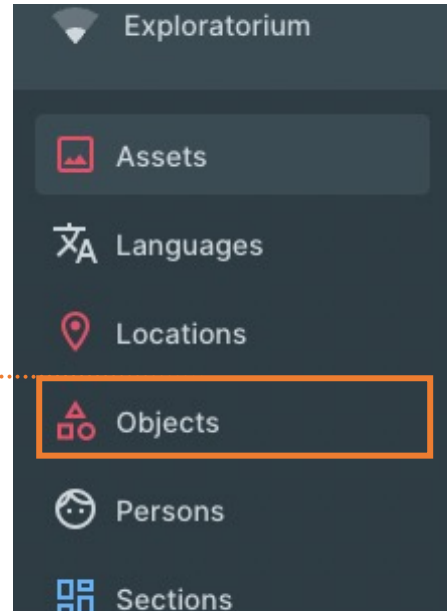 Exploratorium
Assets
Languages
Locations
Objects
Persons
Sections